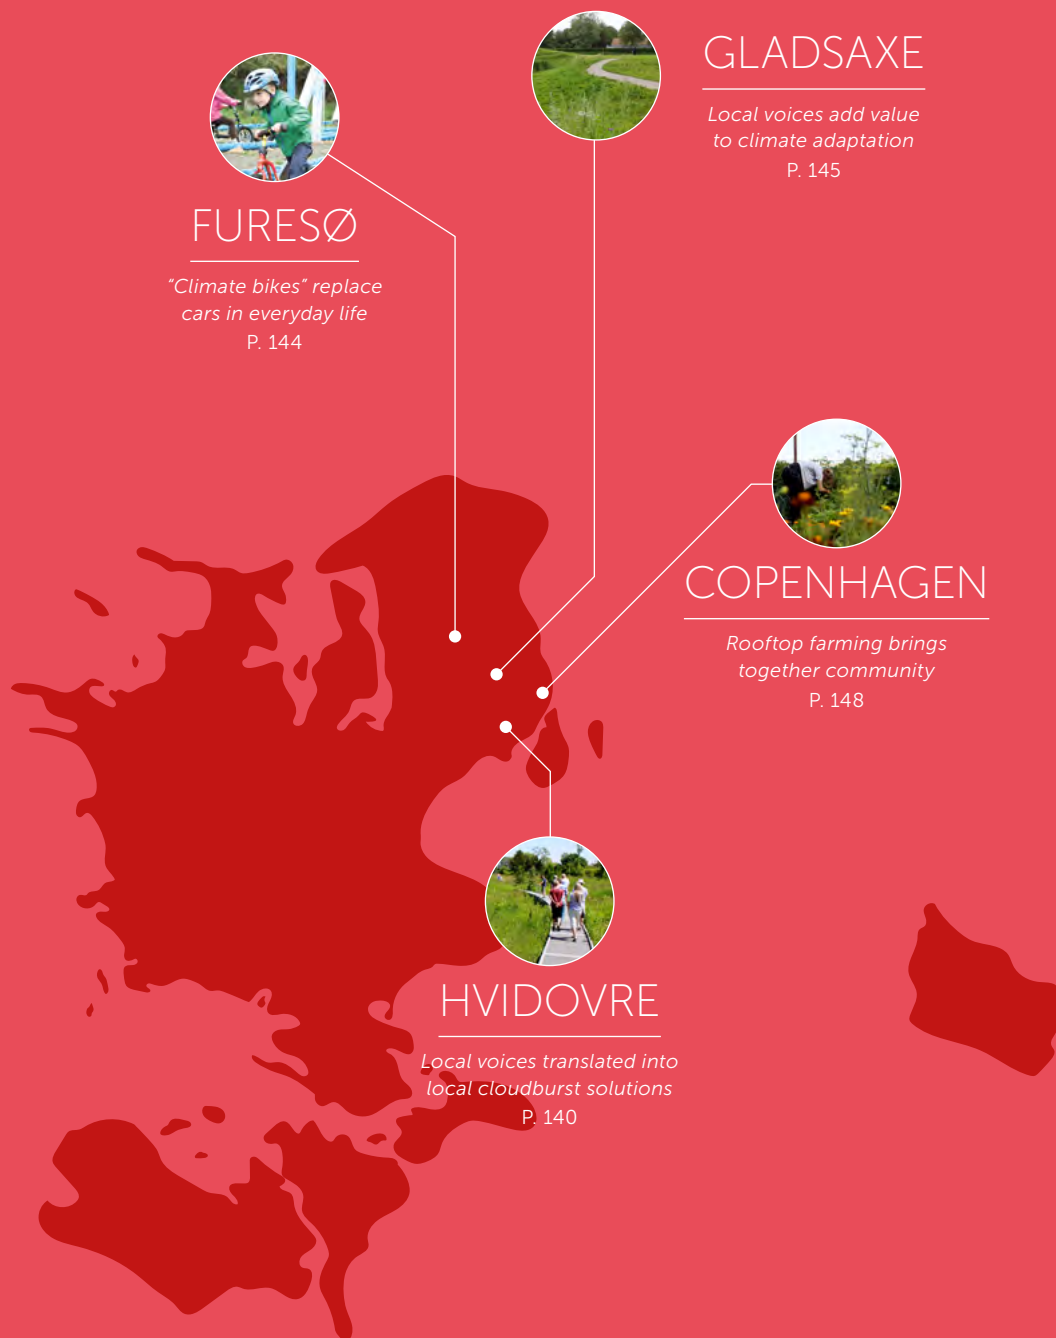 GLADSAXE
Local voices add value
to climate adaptation
P. 145
FURESØ
“Climate bikes” replace
cars in everyday life
P. 144
COPENHAGEN
Rooftop farming brings
together community
P. 148
HVIDOVRE
Local voices translated into
local cloudburst solutions
P. 140